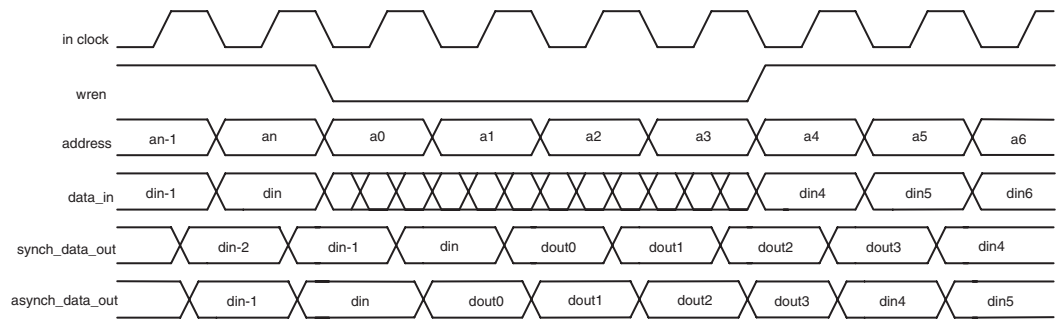 in clock
wren
address an-1 an a0 a1 a2 a3 a4 a5 a6
data_in din-1 din din4 din5 din6
synch_data_out din-2 din-1 din dout0 dout1 dout2 dout3 din4
asynch_data_out din-1 din dout0 dout1 dout2 dout3 din4 din5